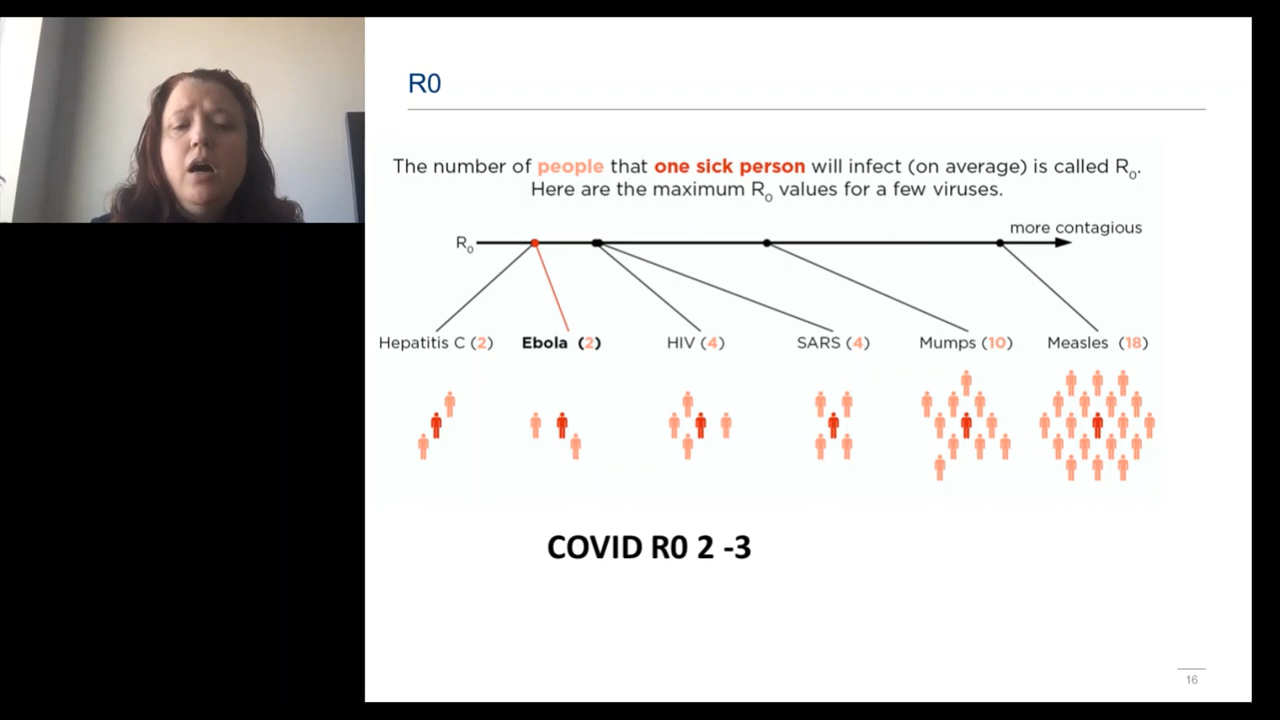 R0
The number of people that one sick person will infect (on average) is called R₀.
Here are the maximum R₀ values for a few viruses.
more contagious
R₀
Hepatitis C (2) Ebola (2) HIV (4) SARS (4) Mumps (10) Measles (18)
COVID R0 2 -3
16